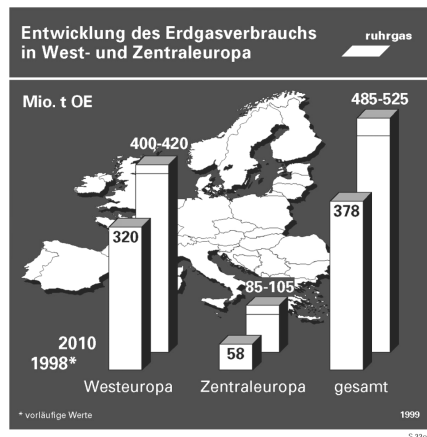 Entwicklung des Erdgasverbrauchs
in West- und Zentraleuropa
ruhrgas
Mio. t OE
485-525
400-420
378
320
85-105
58
2010
1998*
Westeuropa Zentraleuropa gesamt
* vorläufige Werte 1999